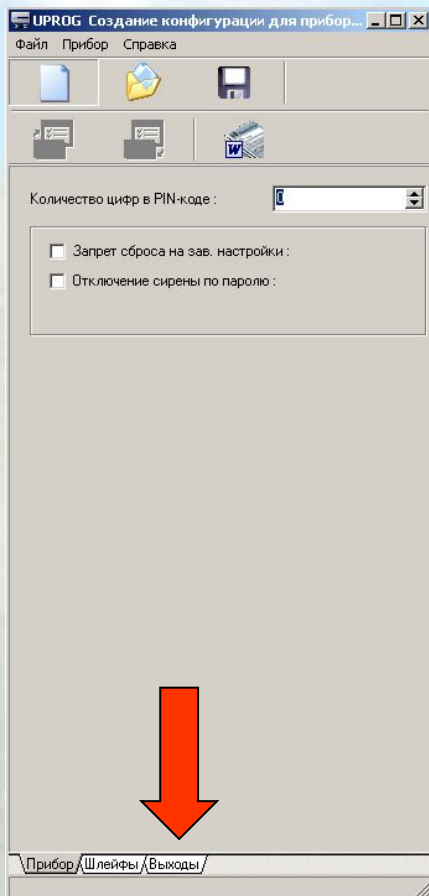 UPROG Создание конфигурации для прибор...
Файл Прибор Справка
W
Количество цифр в PIN-коде :
0
Запрет сброса на зав. настройки :
Отключение сирены по паролю :
Прибор Шлейфы Выходы